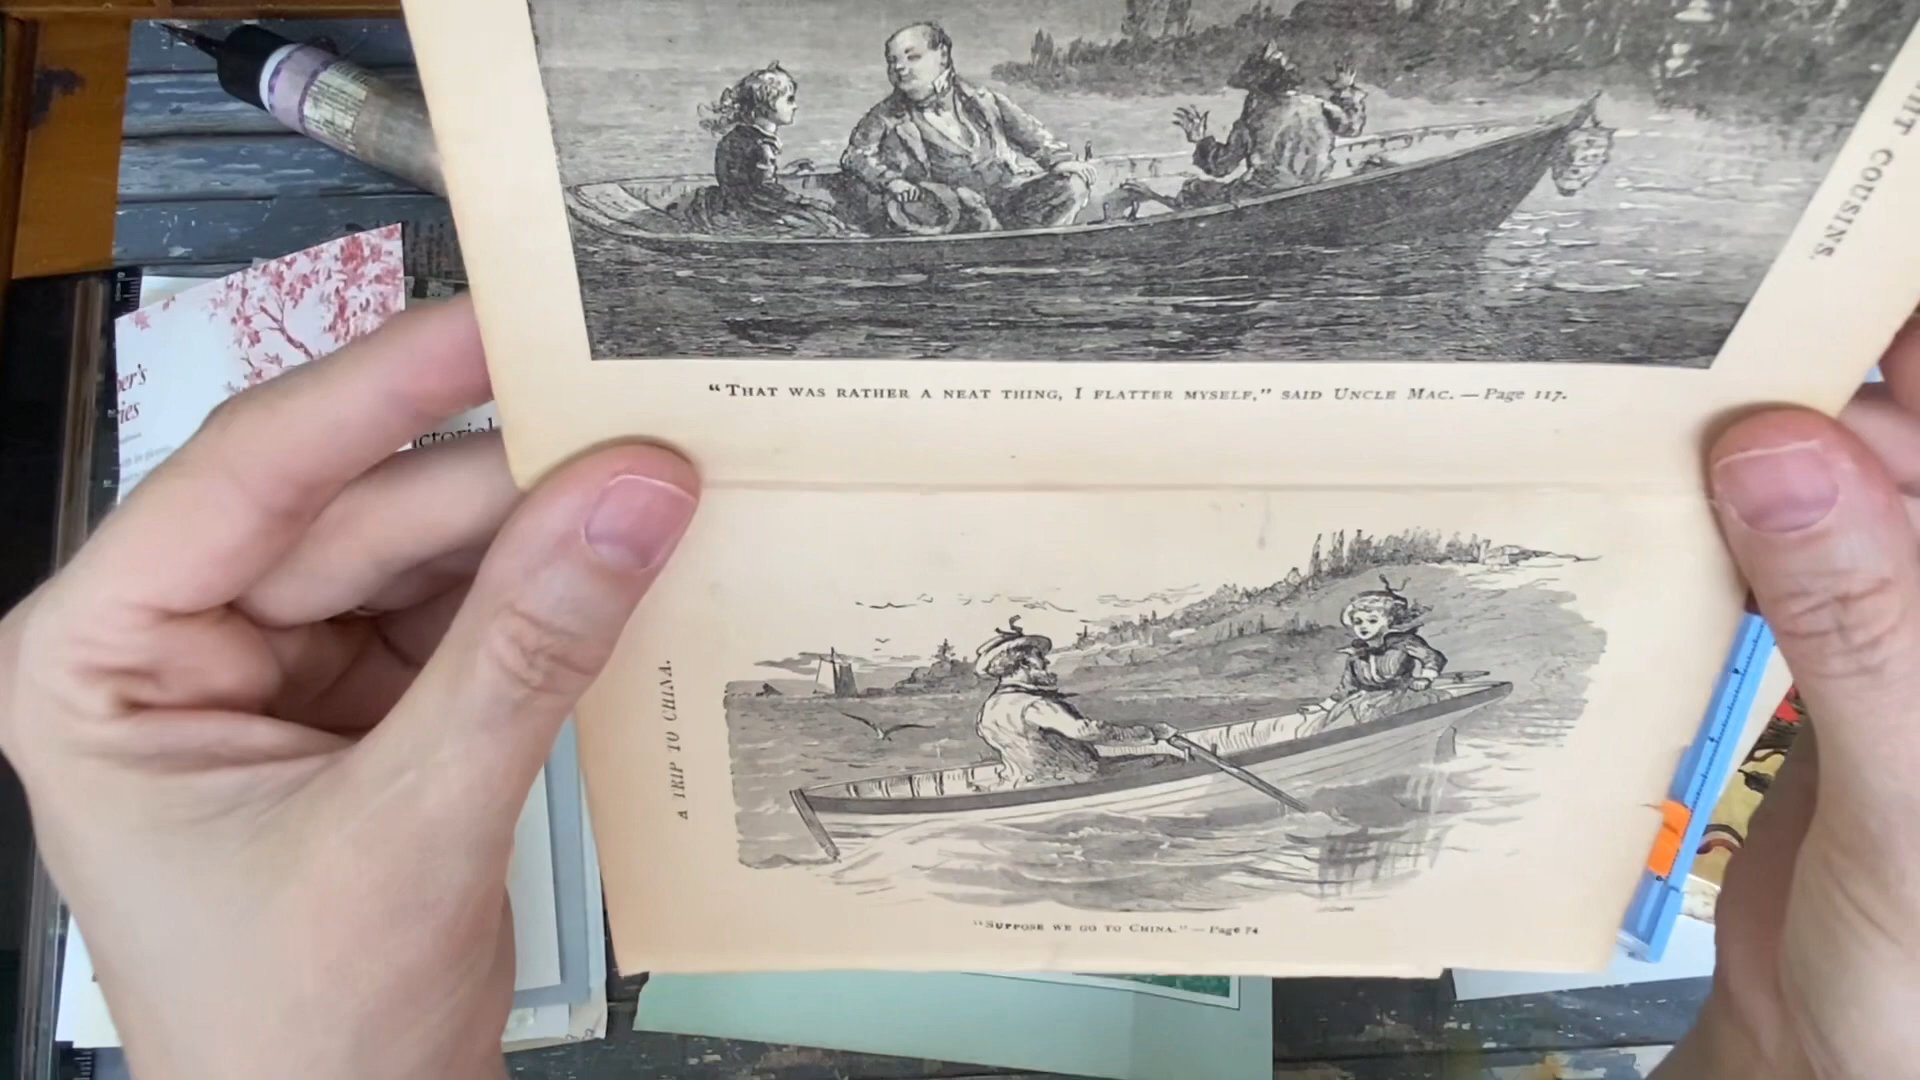 COUSINS.
"THAT WAS RATHER A NEAT THING, I FLATTER MYSELF," SAID UNCLE MAC. — Page 117.
A TRIP TO CHINA.
"SUPPOSE WE GO TO CHINA." — Page 74